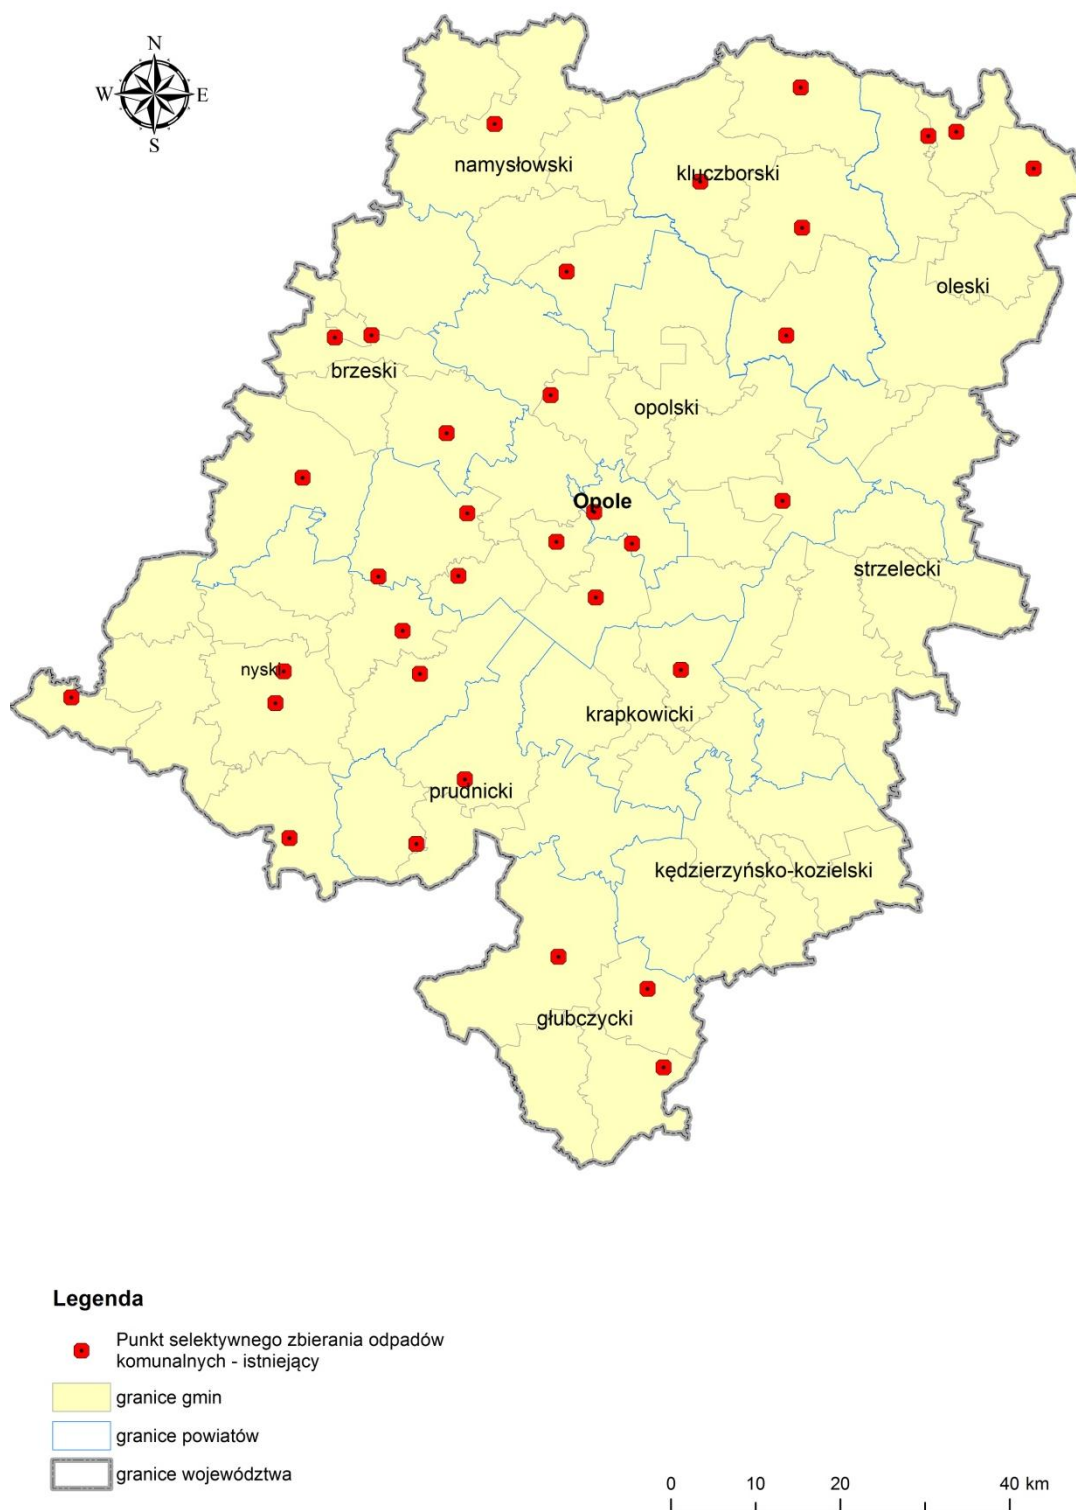 N
W
E
S
namysłowski
kluczborski
oleski
brzeski
opolski
Opole
strzelecki
nyski
krapkowicki
prudnicki
kędzierzyńsko-kozielski
głubczycki
Legenda
Punkt selektywnego zbierania odpadów
komunalnych - istniejący
granice gmin
granice powiatów
granice województwa
0 10 20 40 km